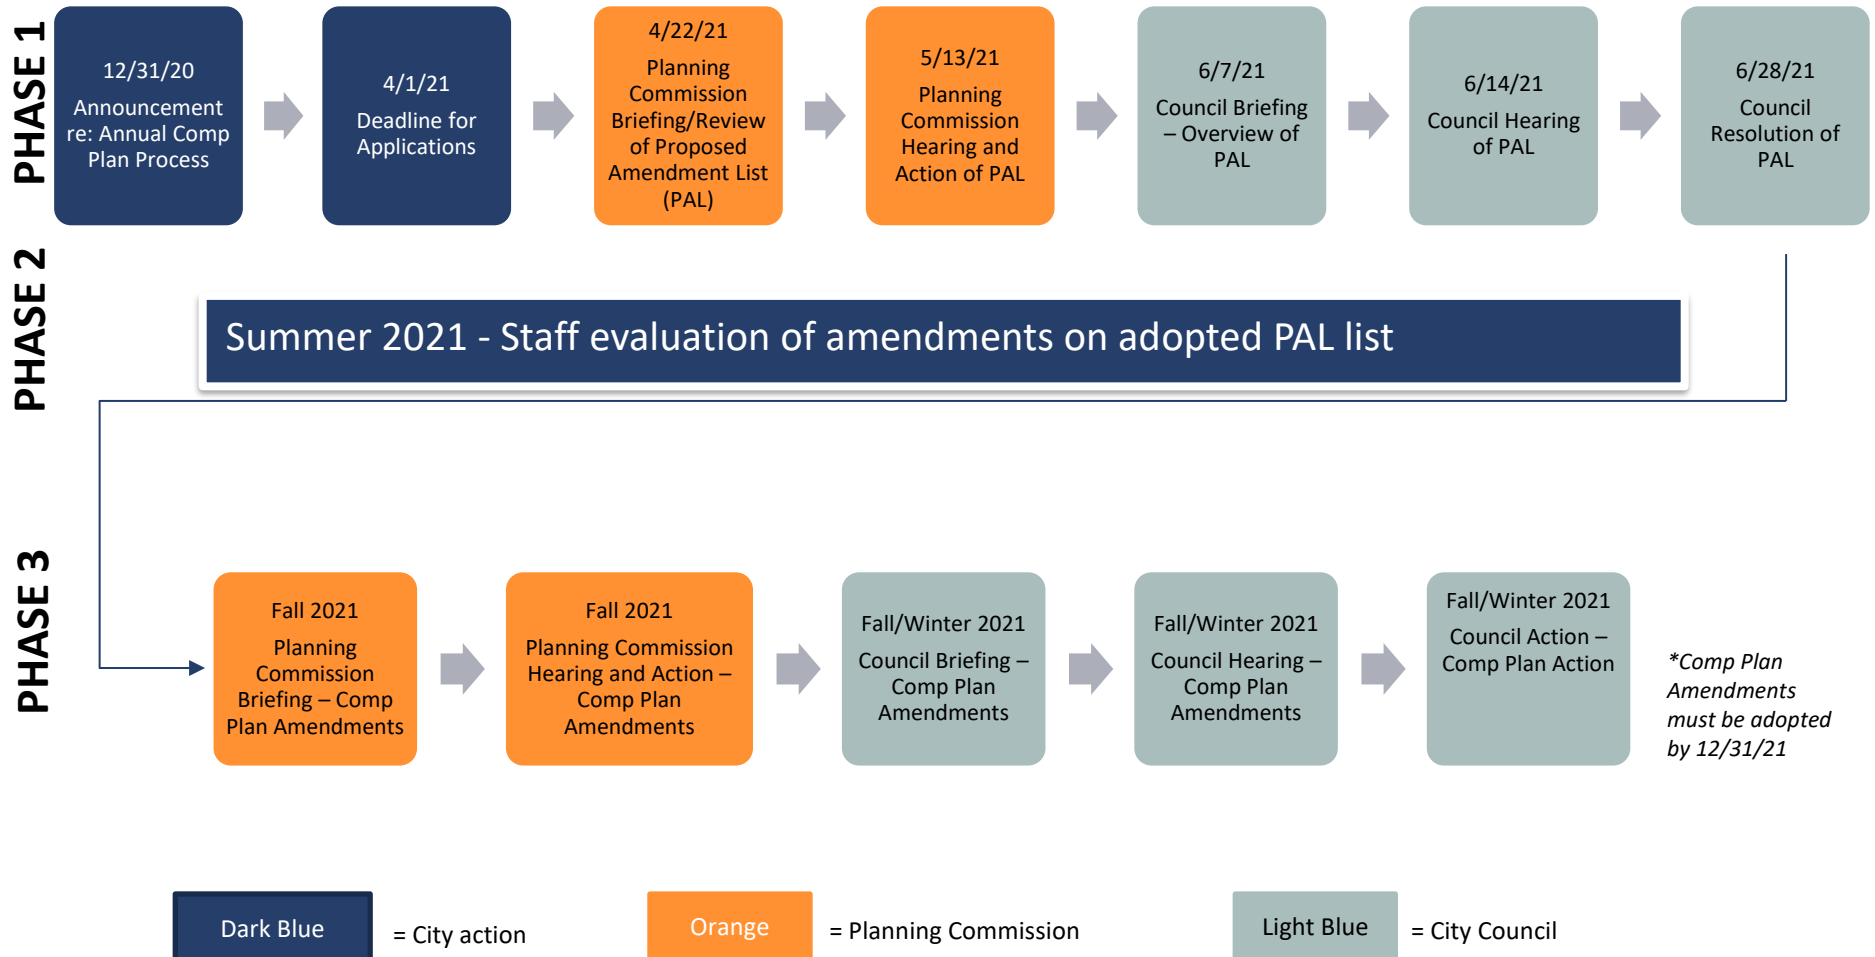 PHASE 1
12/31/20
Announcement
re: Annual Comp
Plan Process
4/1/21
Deadline for
Applications
4/22/21
Planning
Commission
Briefing/Review
of Proposed
Amendment List
(PAL)
5/13/21
Planning
Commission
Hearing and
Action of PAL
6/7/21
Council Briefing
– Overview of
PAL
6/14/21
Council Hearing
of PAL
6/28/21
Council
Resolution of
PAL
PHASE 2
Summer 2021 - Staff evaluation of amendments on adopted PAL list
PHASE 3
Fall 2021
Planning
Commission
Briefing – Comp
Plan Amendments
Fall 2021
Planning Commission
Hearing and Action –
Comp Plan
Amendments
Fall/Winter 2021
Council Briefing –
Comp Plan
Amendments
Fall/Winter 2021
Council Hearing –
Comp Plan
Amendments
Fall/Winter 2021
Council Action –
Comp Plan Action
*Comp Plan
Amendments
must be adopted
by 12/31/21
Dark Blue
= City action
Orange
= Planning Commission
Light Blue
= City Council